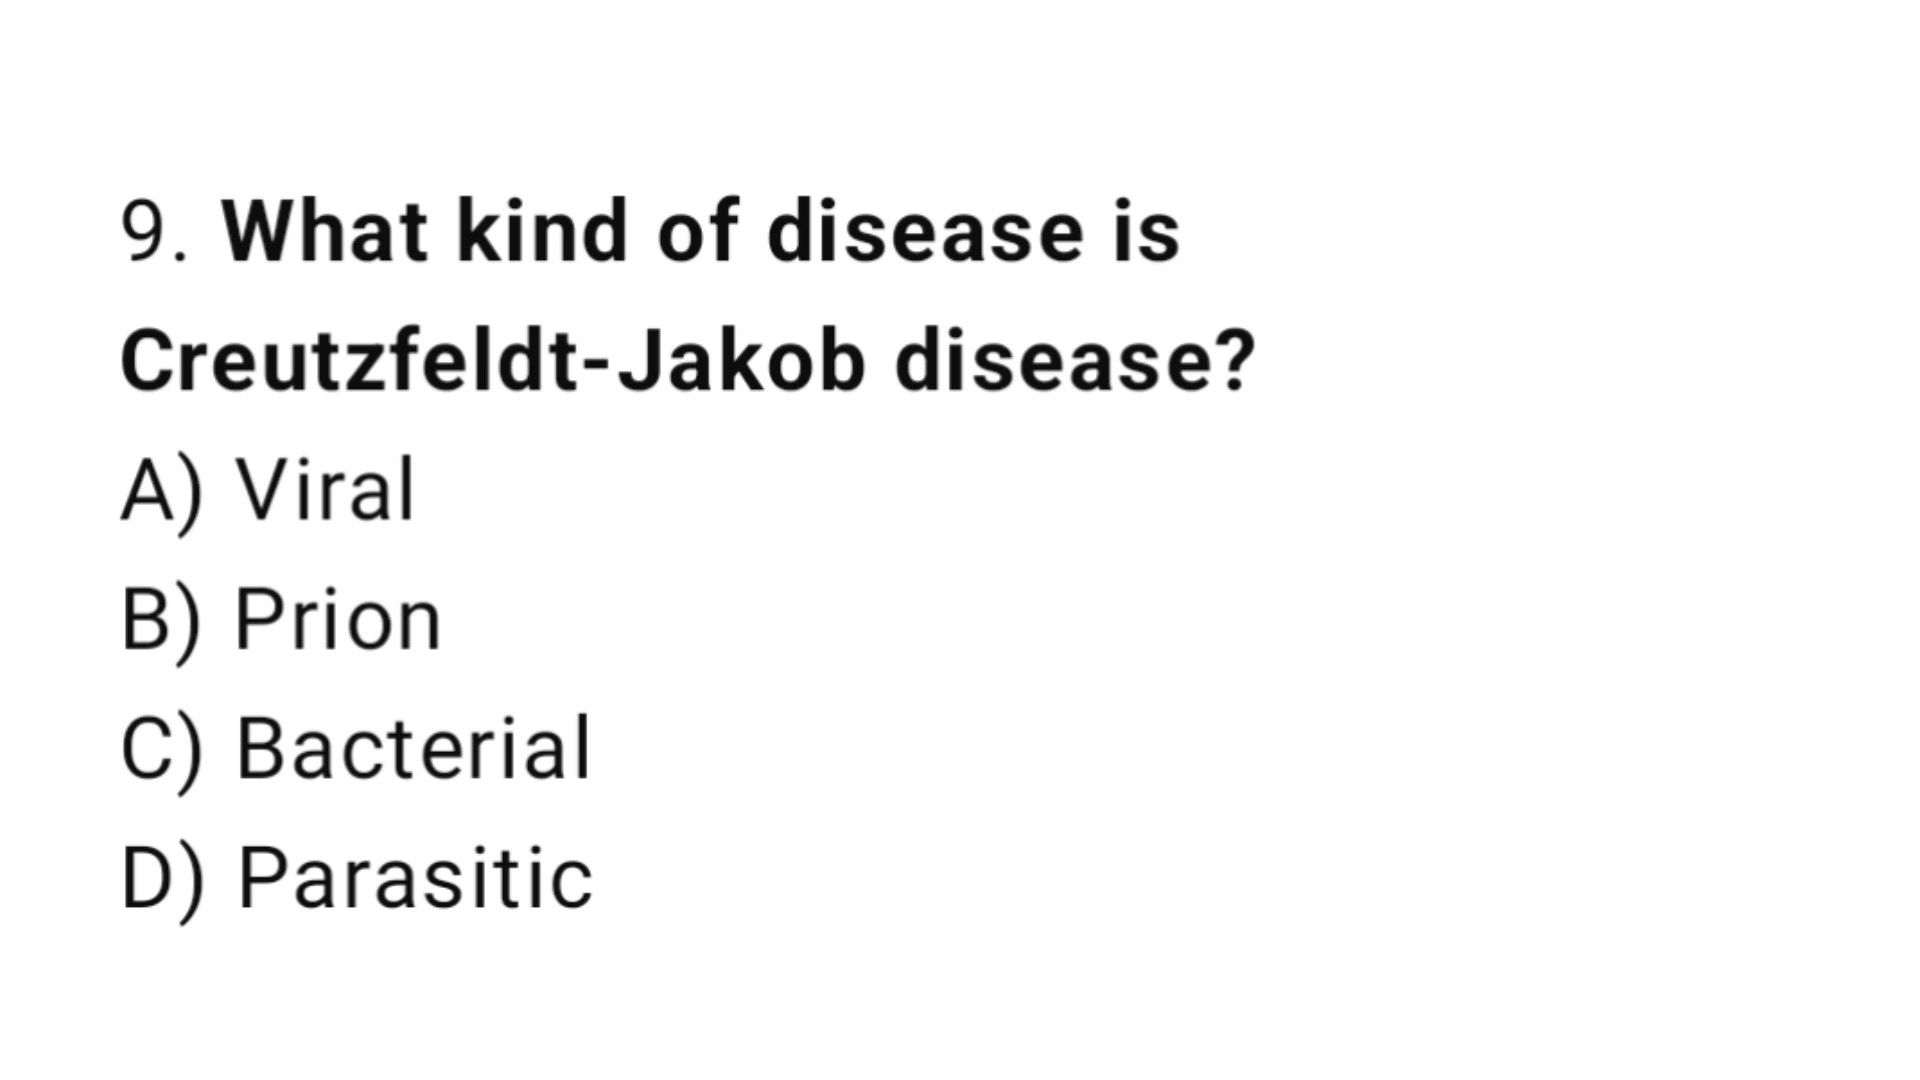 9. What kind of disease is
Creutzfeldt-Jakob disease?
A) Viral
B) Prion
C) Bacterial
D) Parasitic